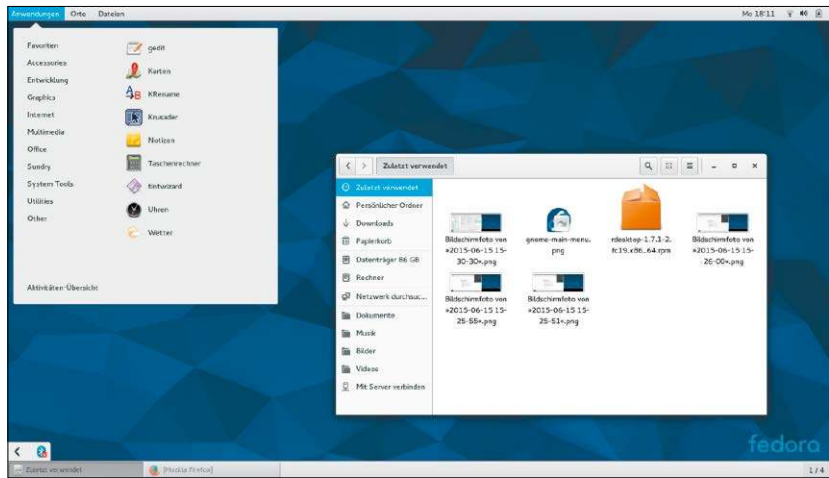 Anwendungen Orte Dateien
Mo 18:11
Favoriten
Accessories
Entwicklung
Graphics
Internet
Multimedia
Office
Sundry
System Tools
Utilities
Other
Aktivitäten-Übersicht
gedit
Karten
KRename
Krusader
Notizen
Taschenrechner
tintwizard
Uhren
Wetter
Zuletzt verwendet
Zuletzt verwendet
Persönlicher Ordner
Downloads
Papierkorb
Datenträger 86 GB
Rechner
Netzwerk durchsuc...
Dokumente
Musik
Bilder
Videos
Mit Server verbinden
Bildschirmfoto von
»2015-06-15 15-
30-30«.png
gnome-main-menu.
png
rdesktop-1.7.1-2.
fc19.x86_64.rpm
Bildschirmfoto von
»2015-06-15 15-
26-00«.png
Bildschirmfoto von
»2015-06-15 15-
25-55«.png
Bildschirmfoto von
»2015-06-15 15-
25-51«.png
fedora
Zuletzt verwendet
[Mozilla Firefox]
1 / 4